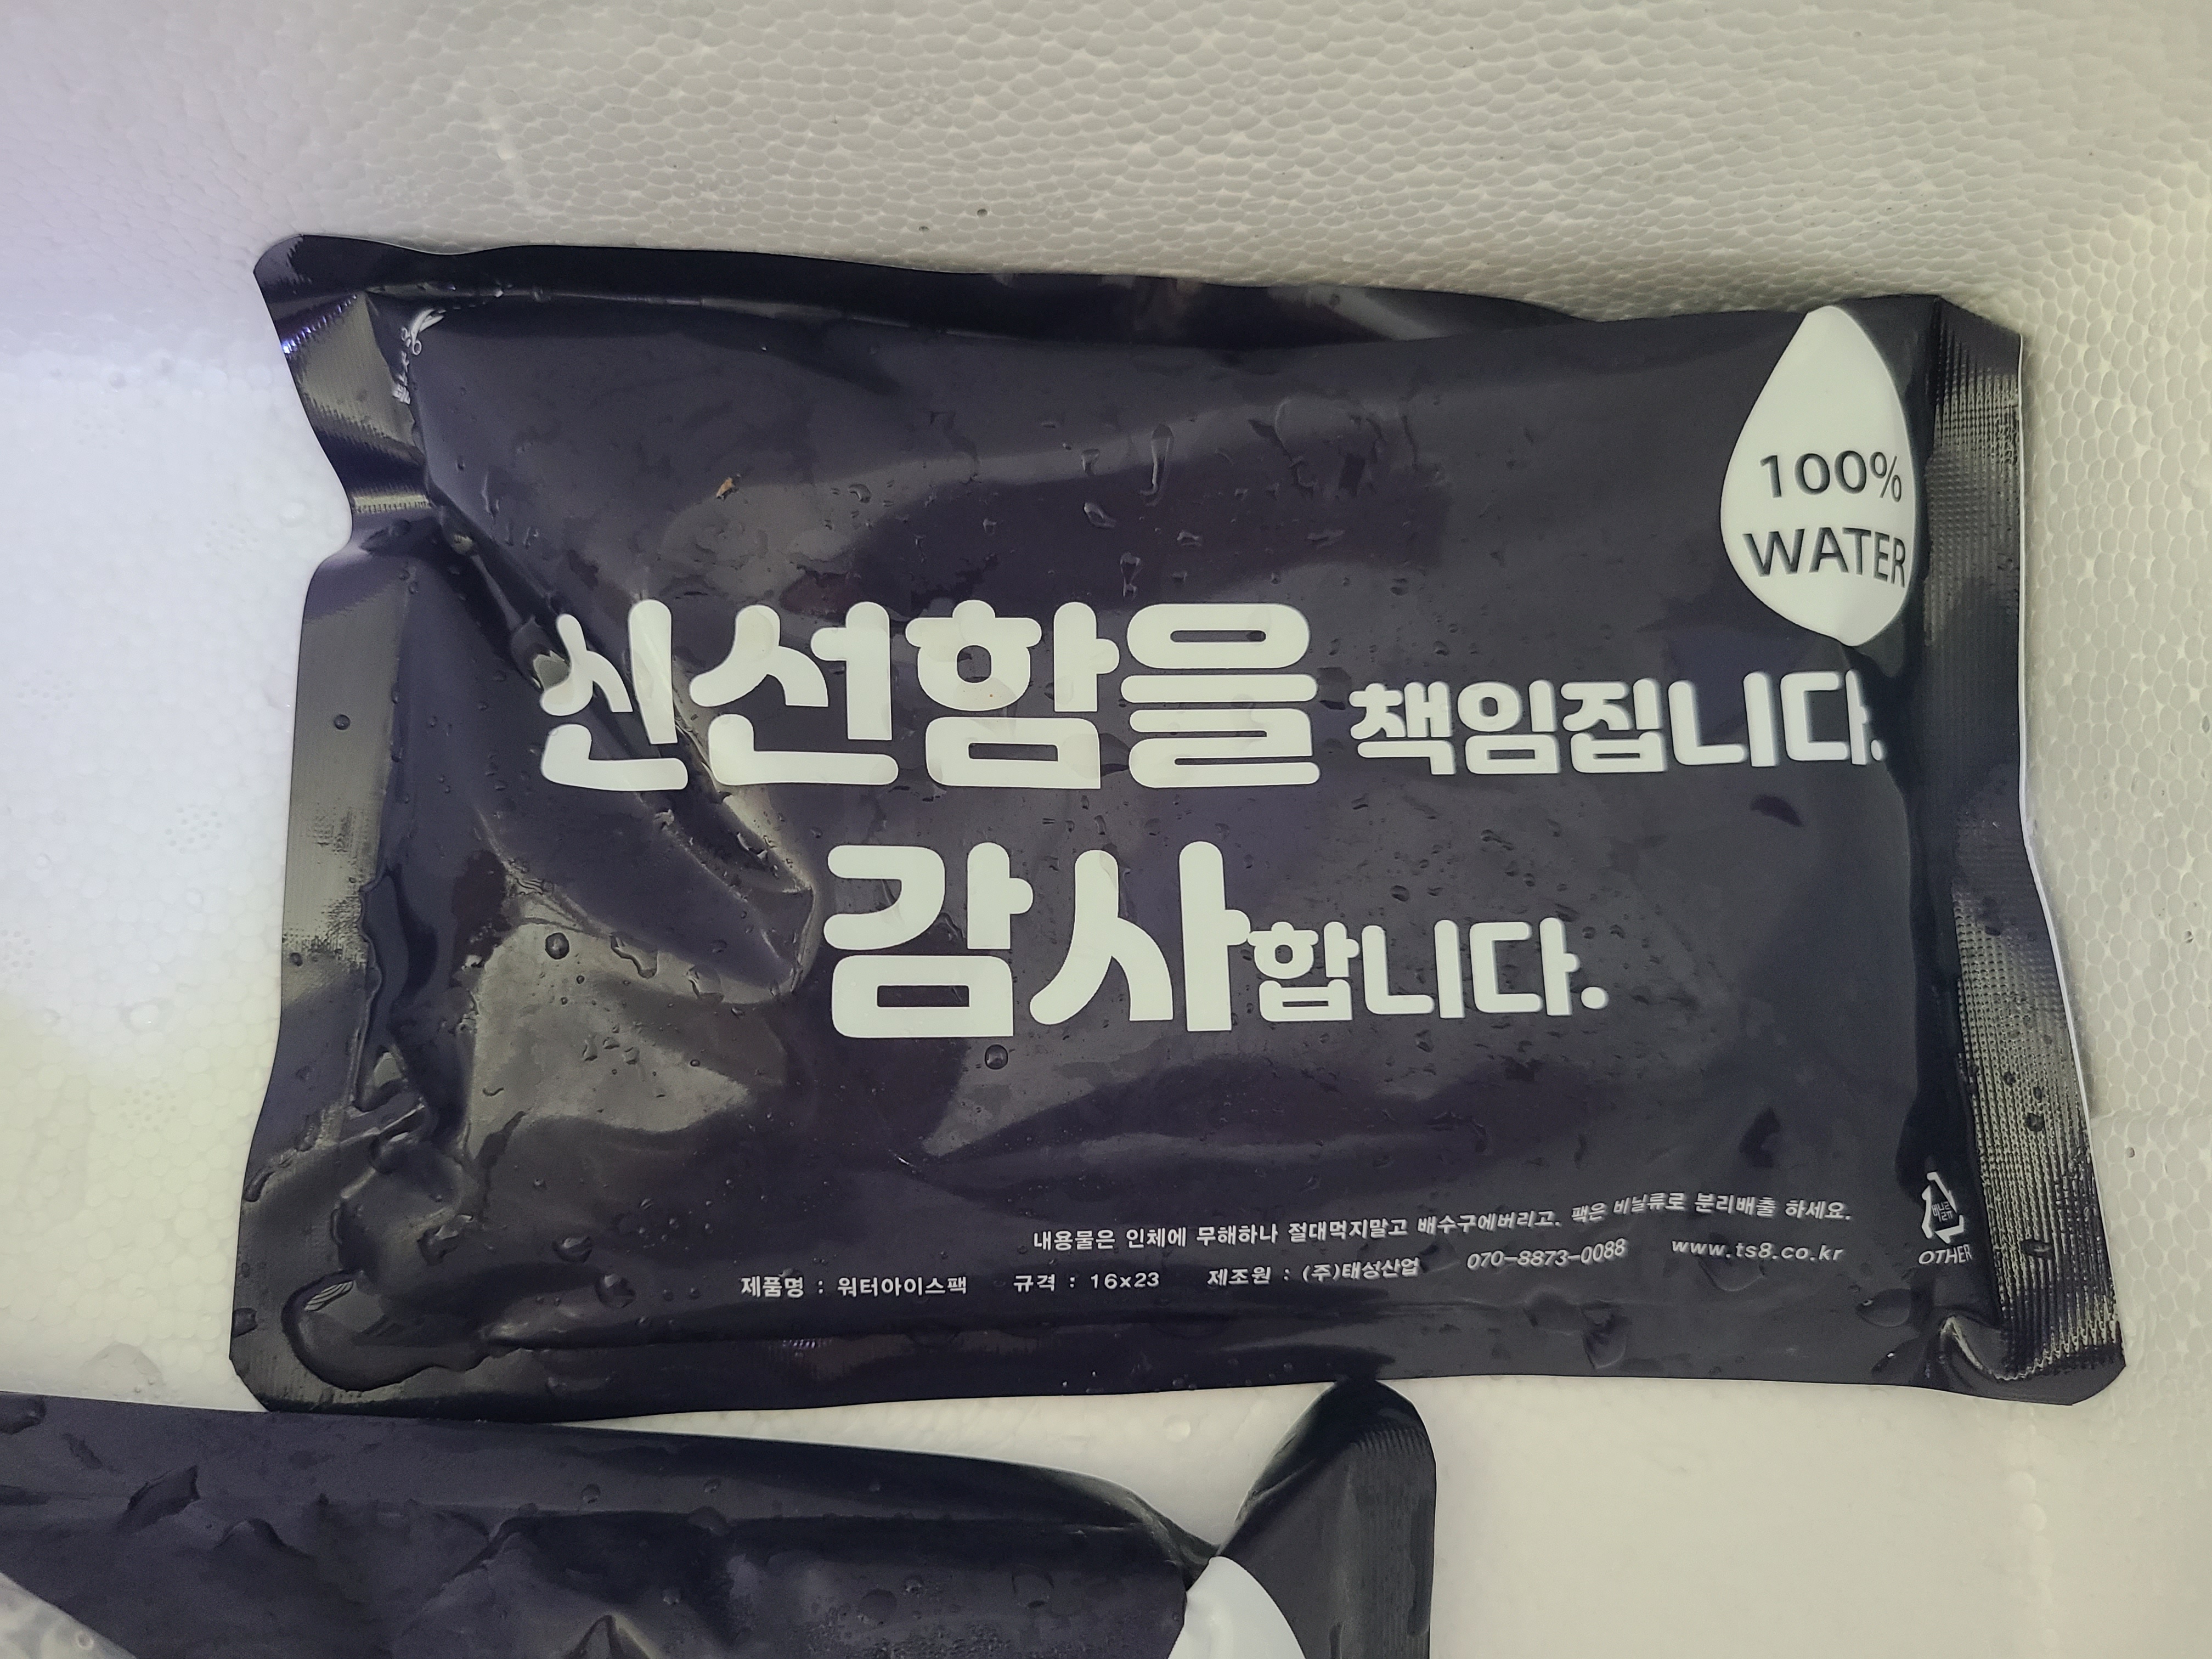 100%
WATER
신선함을 책임집니다.
감사합니다.
내용물은 인체에 무해하나 절대먹지말고 배수구에버리고. 팩은 비닐류로 분리배출 하세요.
제품명 : 워터아이스팩 규격 : 16x23 제조원 : (주)태성산업 070-8873-0088 www.ts8.co.kr
OTHER